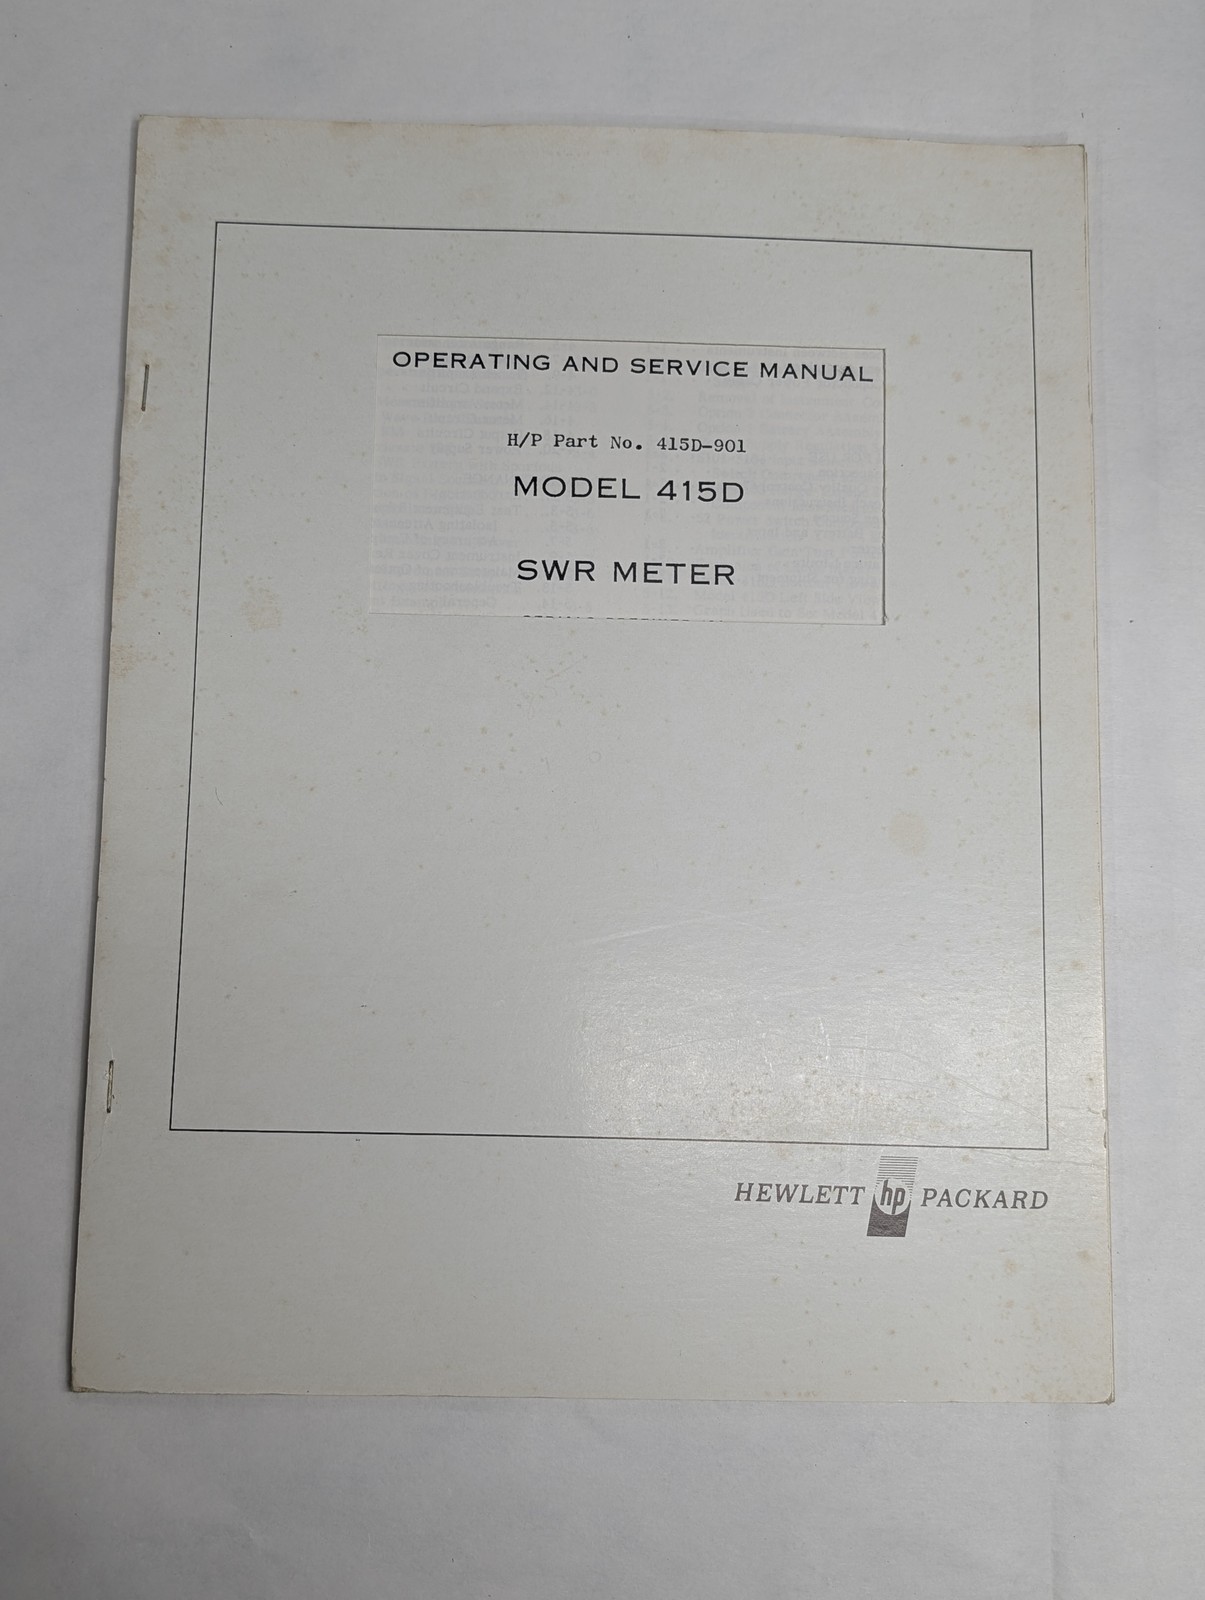 OPERATING AND SERVICE MANUAL
H/P Part No. 415D-901
MODEL 415D
SWR METER
HEWLETT hp PACKARD